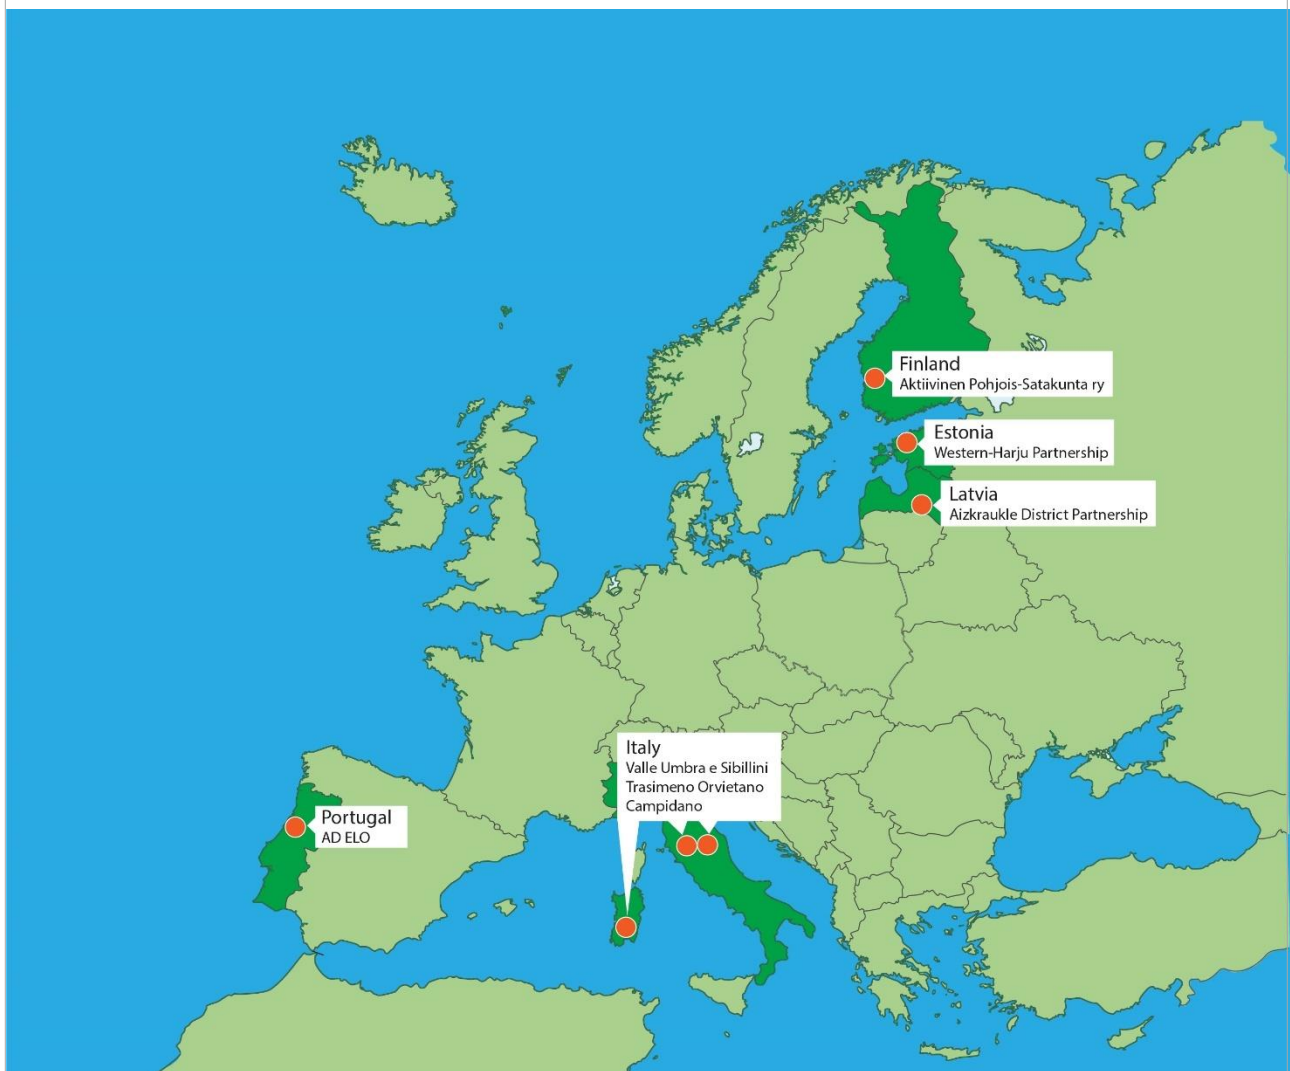 Finland
Aktiivinen Pohjois-Satakunta ry
Estonia
Western-Harju Partnership
Latvia
Aizkraukle District Partnership
Italy
Valle Umbra e Sibillini
Trasimeno Orvietano
Campidano
Portugal
AD ELO